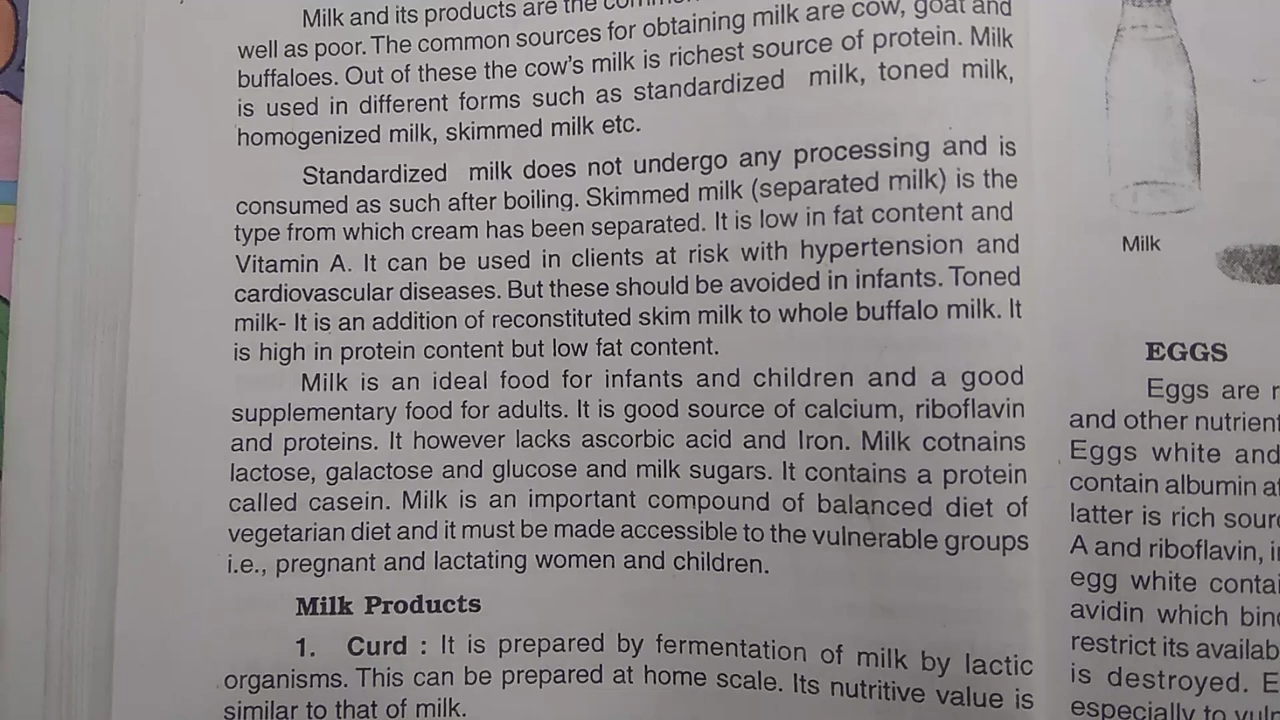 Milk and its products are the
well as poor. The common sources for obtaining milk are cow, goat and
buffaloes. Out of these the cow's milk is richest source of protein. Milk
is used in different forms such as standardized milk, toned milk,
homogenized milk, skimmed milk etc.
Standardized milk does not undergo any processing and is
consumed as such after boiling. Skimmed milk (separated milk) is the
type from which cream has been separated. It is low in fat content and
Vitamin A. It can be used in clients at risk with hypertension and
cardiovascular diseases. But these should be avoided in infants. Toned
milk- It is an addition of reconstituted skim milk to whole buffalo milk. It
is high in protein content but low fat content.
Milk is an ideal food for infants and children and a good
supplementary food for adults. It is good source of calcium, riboflavin
and proteins. It however lacks ascorbic acid and Iron. Milk cotnains
lactose, galactose and glucose and milk sugars. It contains a protein
called casein. Milk is an important compound of balanced diet of
vegetarian diet and it must be made accessible to the vulnerable groups
i.e., pregnant and lactating women and children.
Milk Products
1. Curd : It is prepared by fermentation of milk by lactic
organisms. This can be prepared at home scale. Its nutritive value is
similar to that of milk.
Milk
EGGS
Eggs are
and other
Eggs white and
contain albumin
latter is rich
A and riboflavin,
egg white
avidin which
restrict its
is destroyed.
especially to